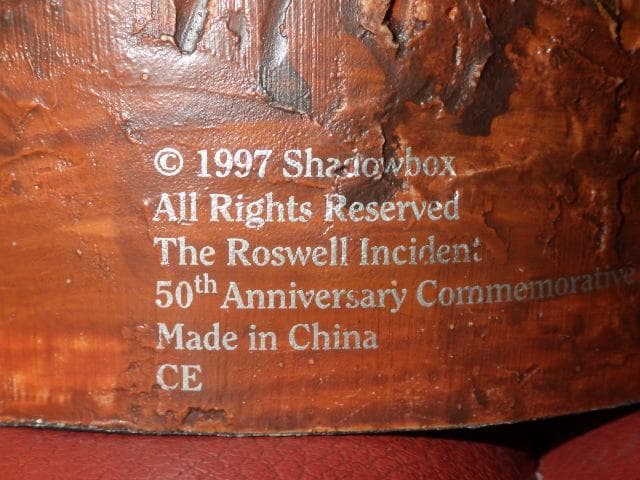 © 1997 Shadowbox
All Rights Reserved
The Roswell Incident
50th Anniversary Commemorative
Made in China
CE